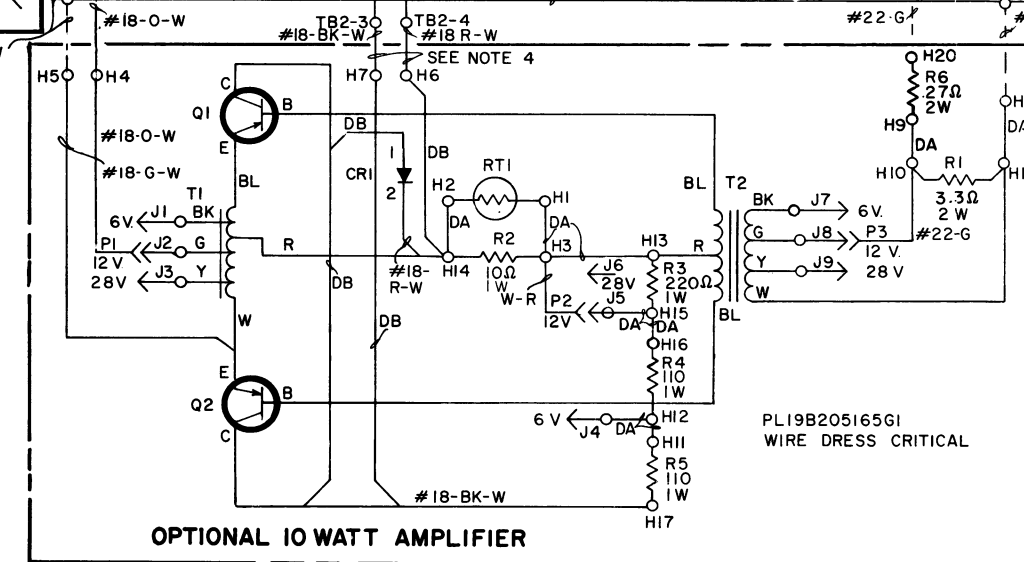 #18-O-W
TB2-3
TB2-4
#18-BK-W
#18 R-W
#22-G
SEE NOTE 4
H5
H4
H7
H6
H20
R6
.27Ω
2W
C
Q1
B
E
#18-O-W
#18-G-W
DB
1
CR1
2
DB
H9
DA
H10
R1
3.3Ω
2 W
#22-G
DA
T1
BL
H2
RT1
H1
DA
DA
BL
T2
6V.
J1
BK
P1
J2
G
12 V.
28V
J3
Y
R
W
#18-
R-W
H14
R2
10Ω
1W
H3
W-R
J6
28V
P2
J5
12V
H13
R
R3
220Ω
1W
H15
DA
DA
H16
BL
BK
J7
6 V.
G
J8
P3
12 V.
Y
J9
28 V
W
DB
DB
E
Q2
B
C
R4
110
1W
6 V
J4
DA
H12
H11
R5
110
1W
H17
#18-BK-W
PL19B205165G1
WIRE DRESS CRITICAL
OPTIONAL 10 WATT AMPLIFIER